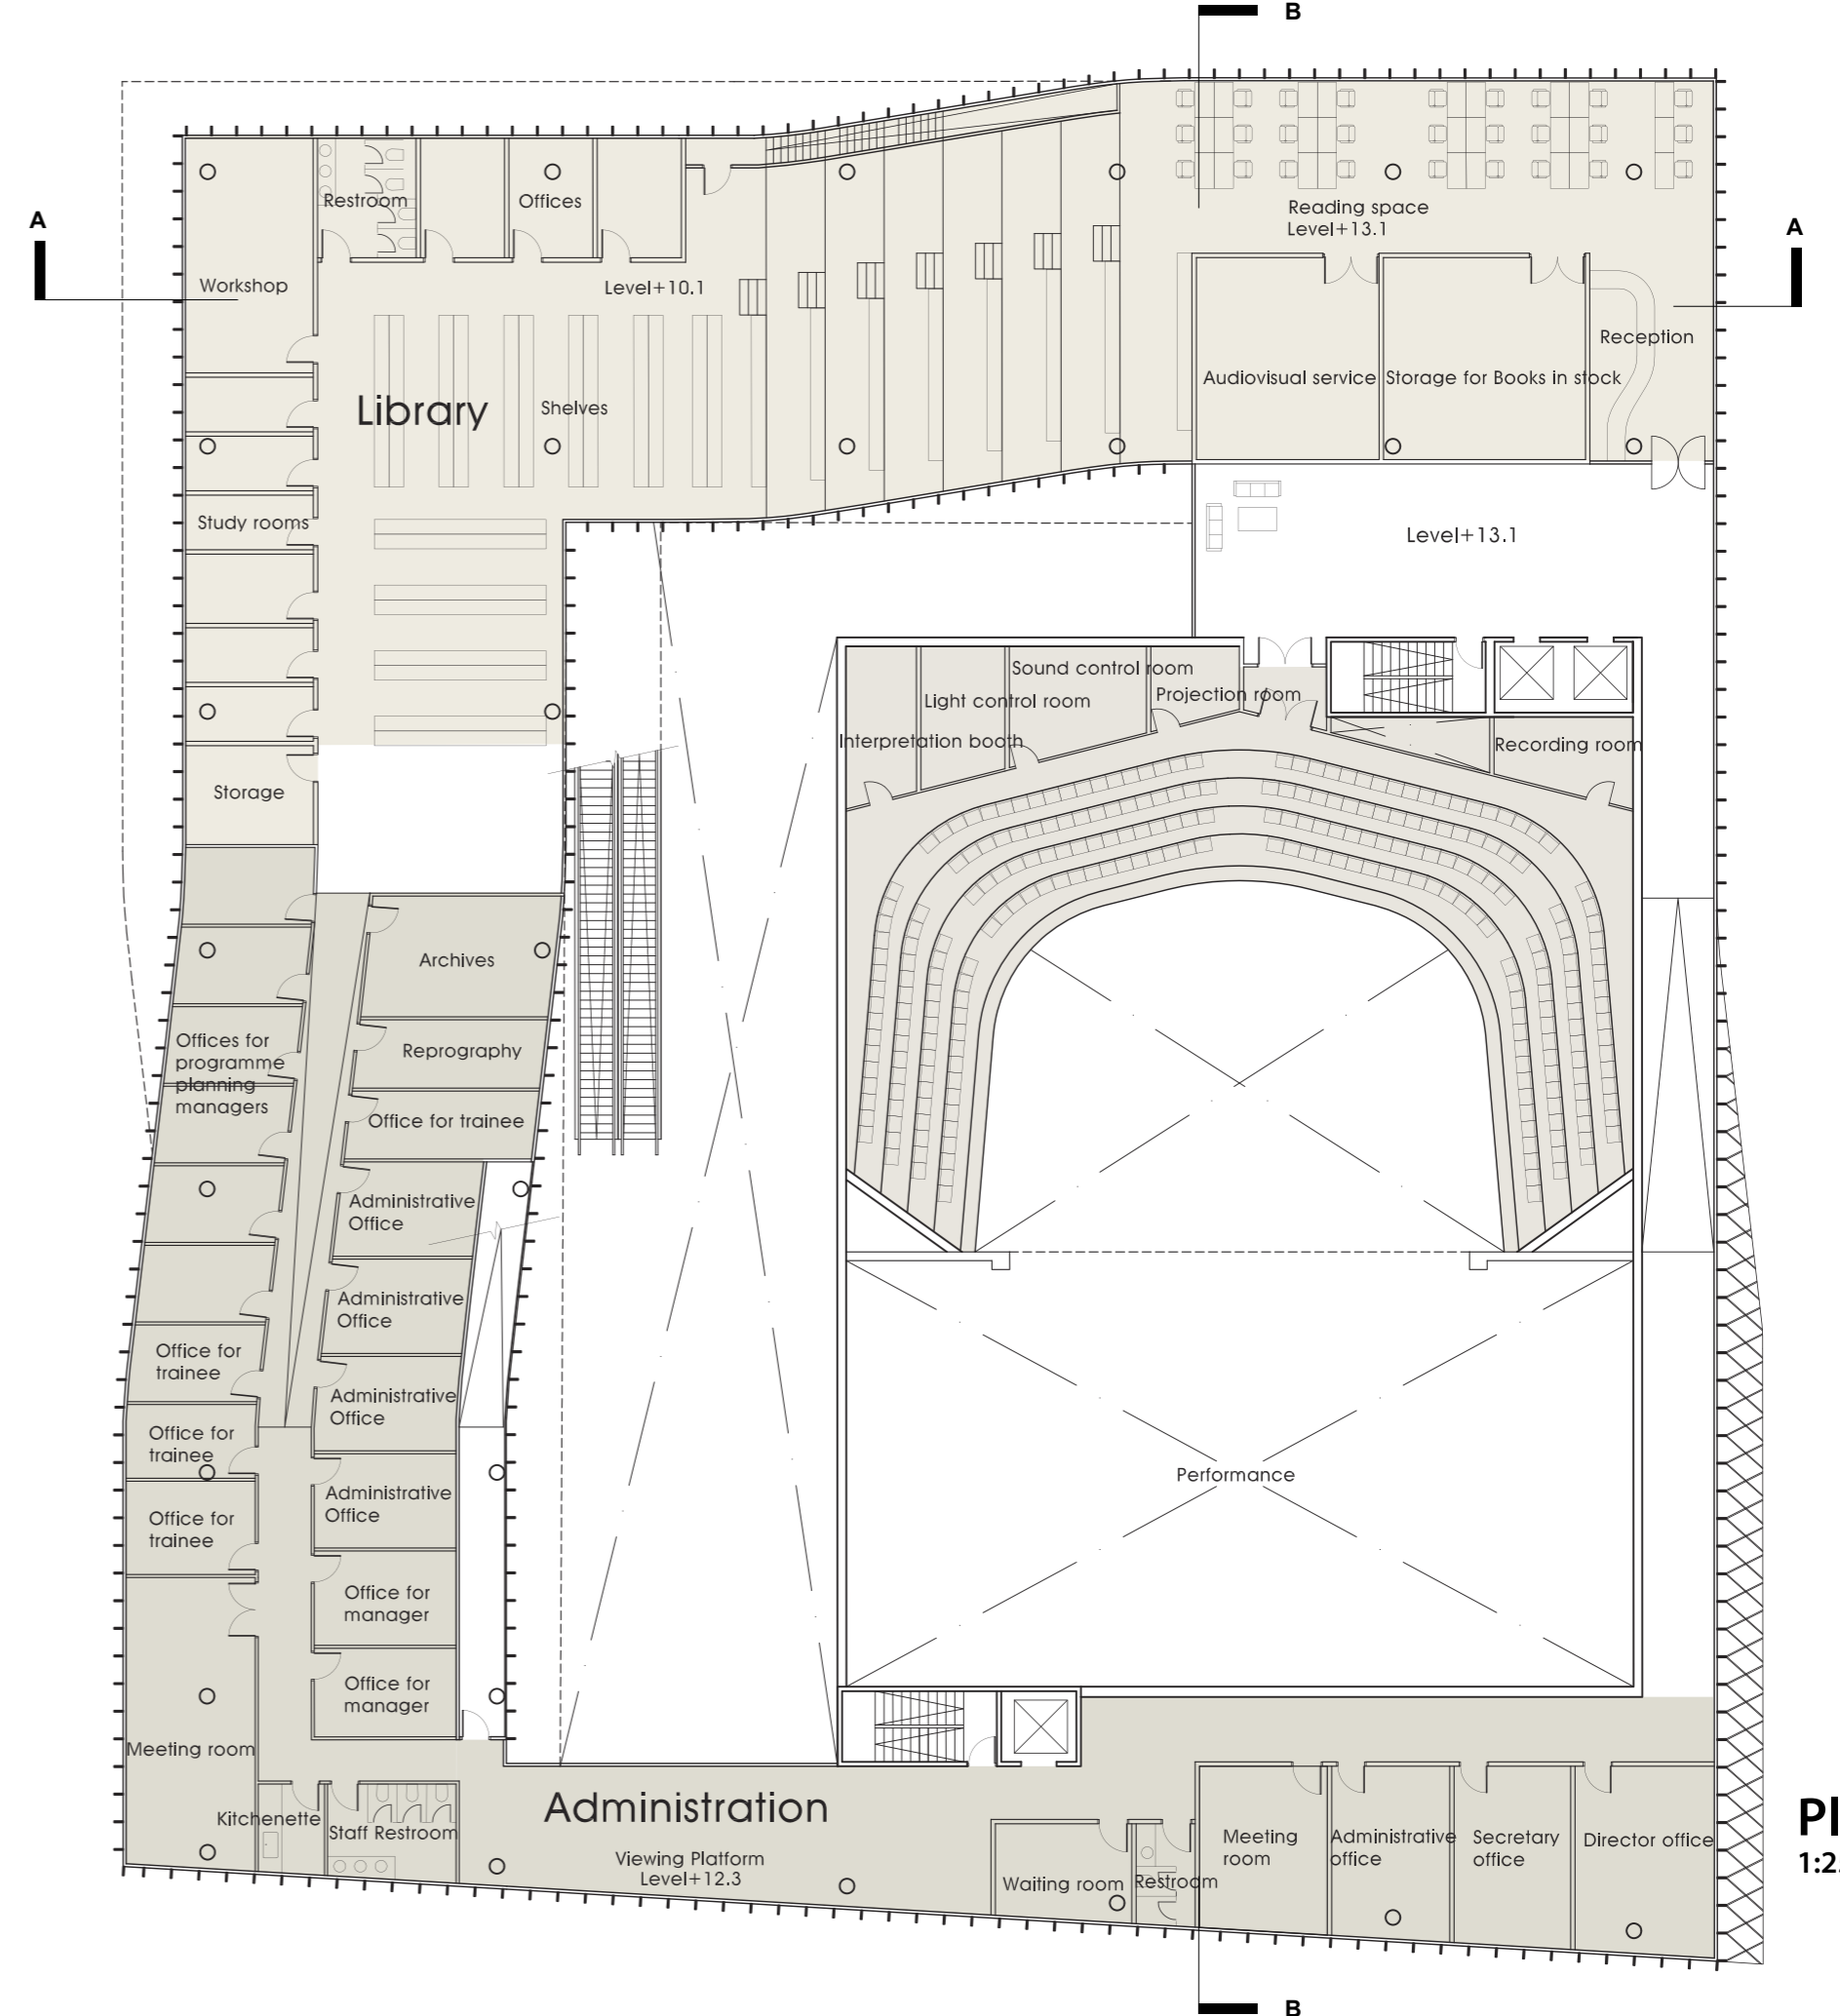 B
A
A
Restroom
Offices
Reading space
Level+13.1
Workshop
Level+10.1
Reception
Audiovisual service
Storage for Books in stock
Library
Shelves
Study rooms
Level+13.1
Sound control room
Light control room
Projection room
Interpretation booth
Recording room
Storage
Archives
Offices for
programme
planning
managers
Reprography
Office for trainee
Administrative
Office
Administrative
Office
Office for
trainee
Administrative
Office
Office for
trainee
Performance
Administrative
Office
Office for
trainee
Office for
manager
Office for
manager
Meeting room
Kitchenette
Staff Restroom
Administration
Viewing Platform
Level+12.3
Waiting room
Restroom
Meeting
room
Administrative
office
Secretary
office
Director office
B